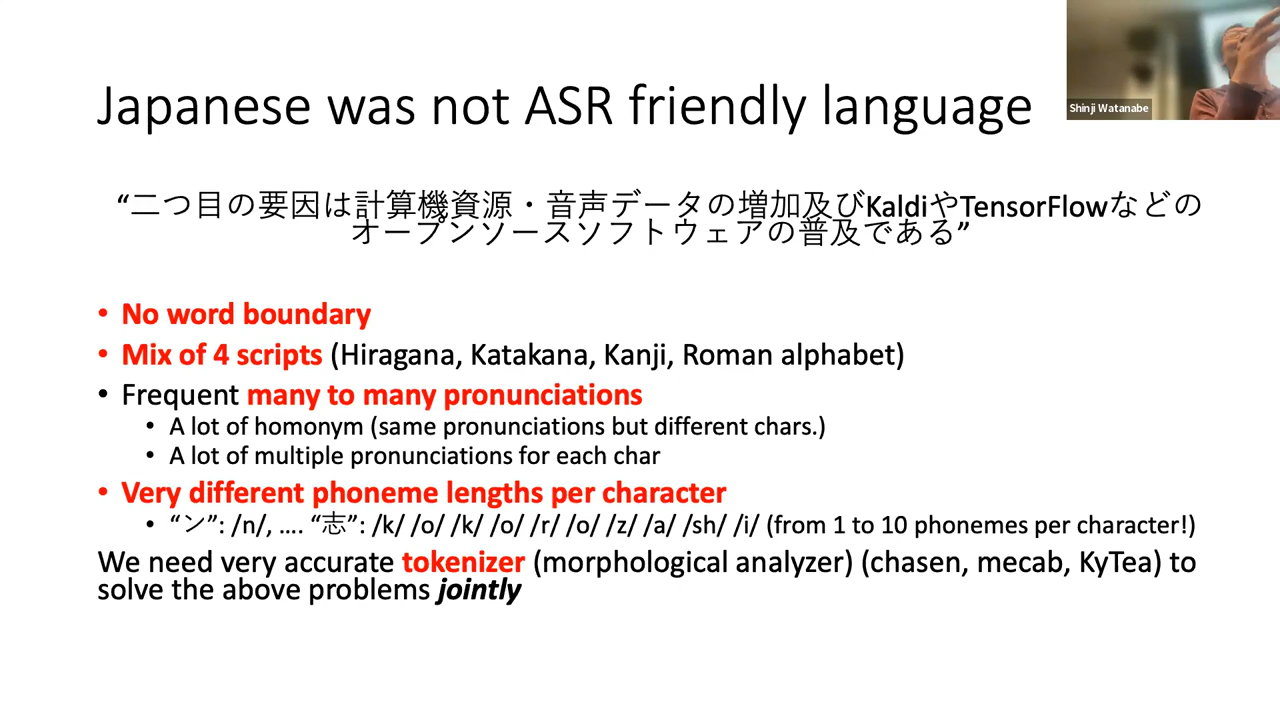 Japanese was not ASR friendly language
Shinji Watanabe
“二つ目の要因は計算機資源・音声データの増加及びKaldiやTensorFlowなどの
オープンソースソフトウェアの普及である”
• No word boundary
• Mix of 4 scripts (Hiragana, Katakana, Kanji, Roman alphabet)
• Frequent many to many pronunciations
• A lot of homonym (same pronunciations but different chars.)
• A lot of multiple pronunciations for each char
• Very different phoneme lengths per character
• “ン”: /n/, …. “志”: /k/ /o/ /k/ /o/ /r/ /o/ /z/ /a/ /sh/ /i/ (from 1 to 10 phonemes per character!)
We need very accurate tokenizer (morphological analyzer) (chasen, mecab, KyTea) to
solve the above problems jointly